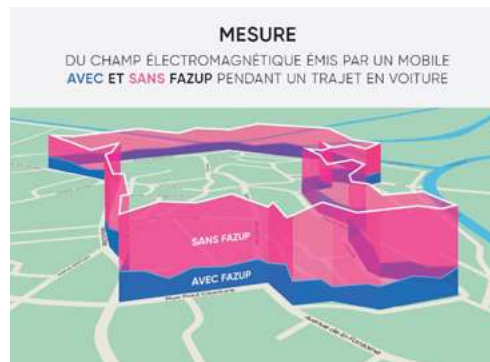 MESURE
DU CHAMP ÉLECTROMAGNÉTIQUE ÉMIS PAR UN MOBILE
AVEC ET SANS FAZUP PENDANT UN TRAJET EN VOITURE
SANS FAZUP
AVEC FAZUP